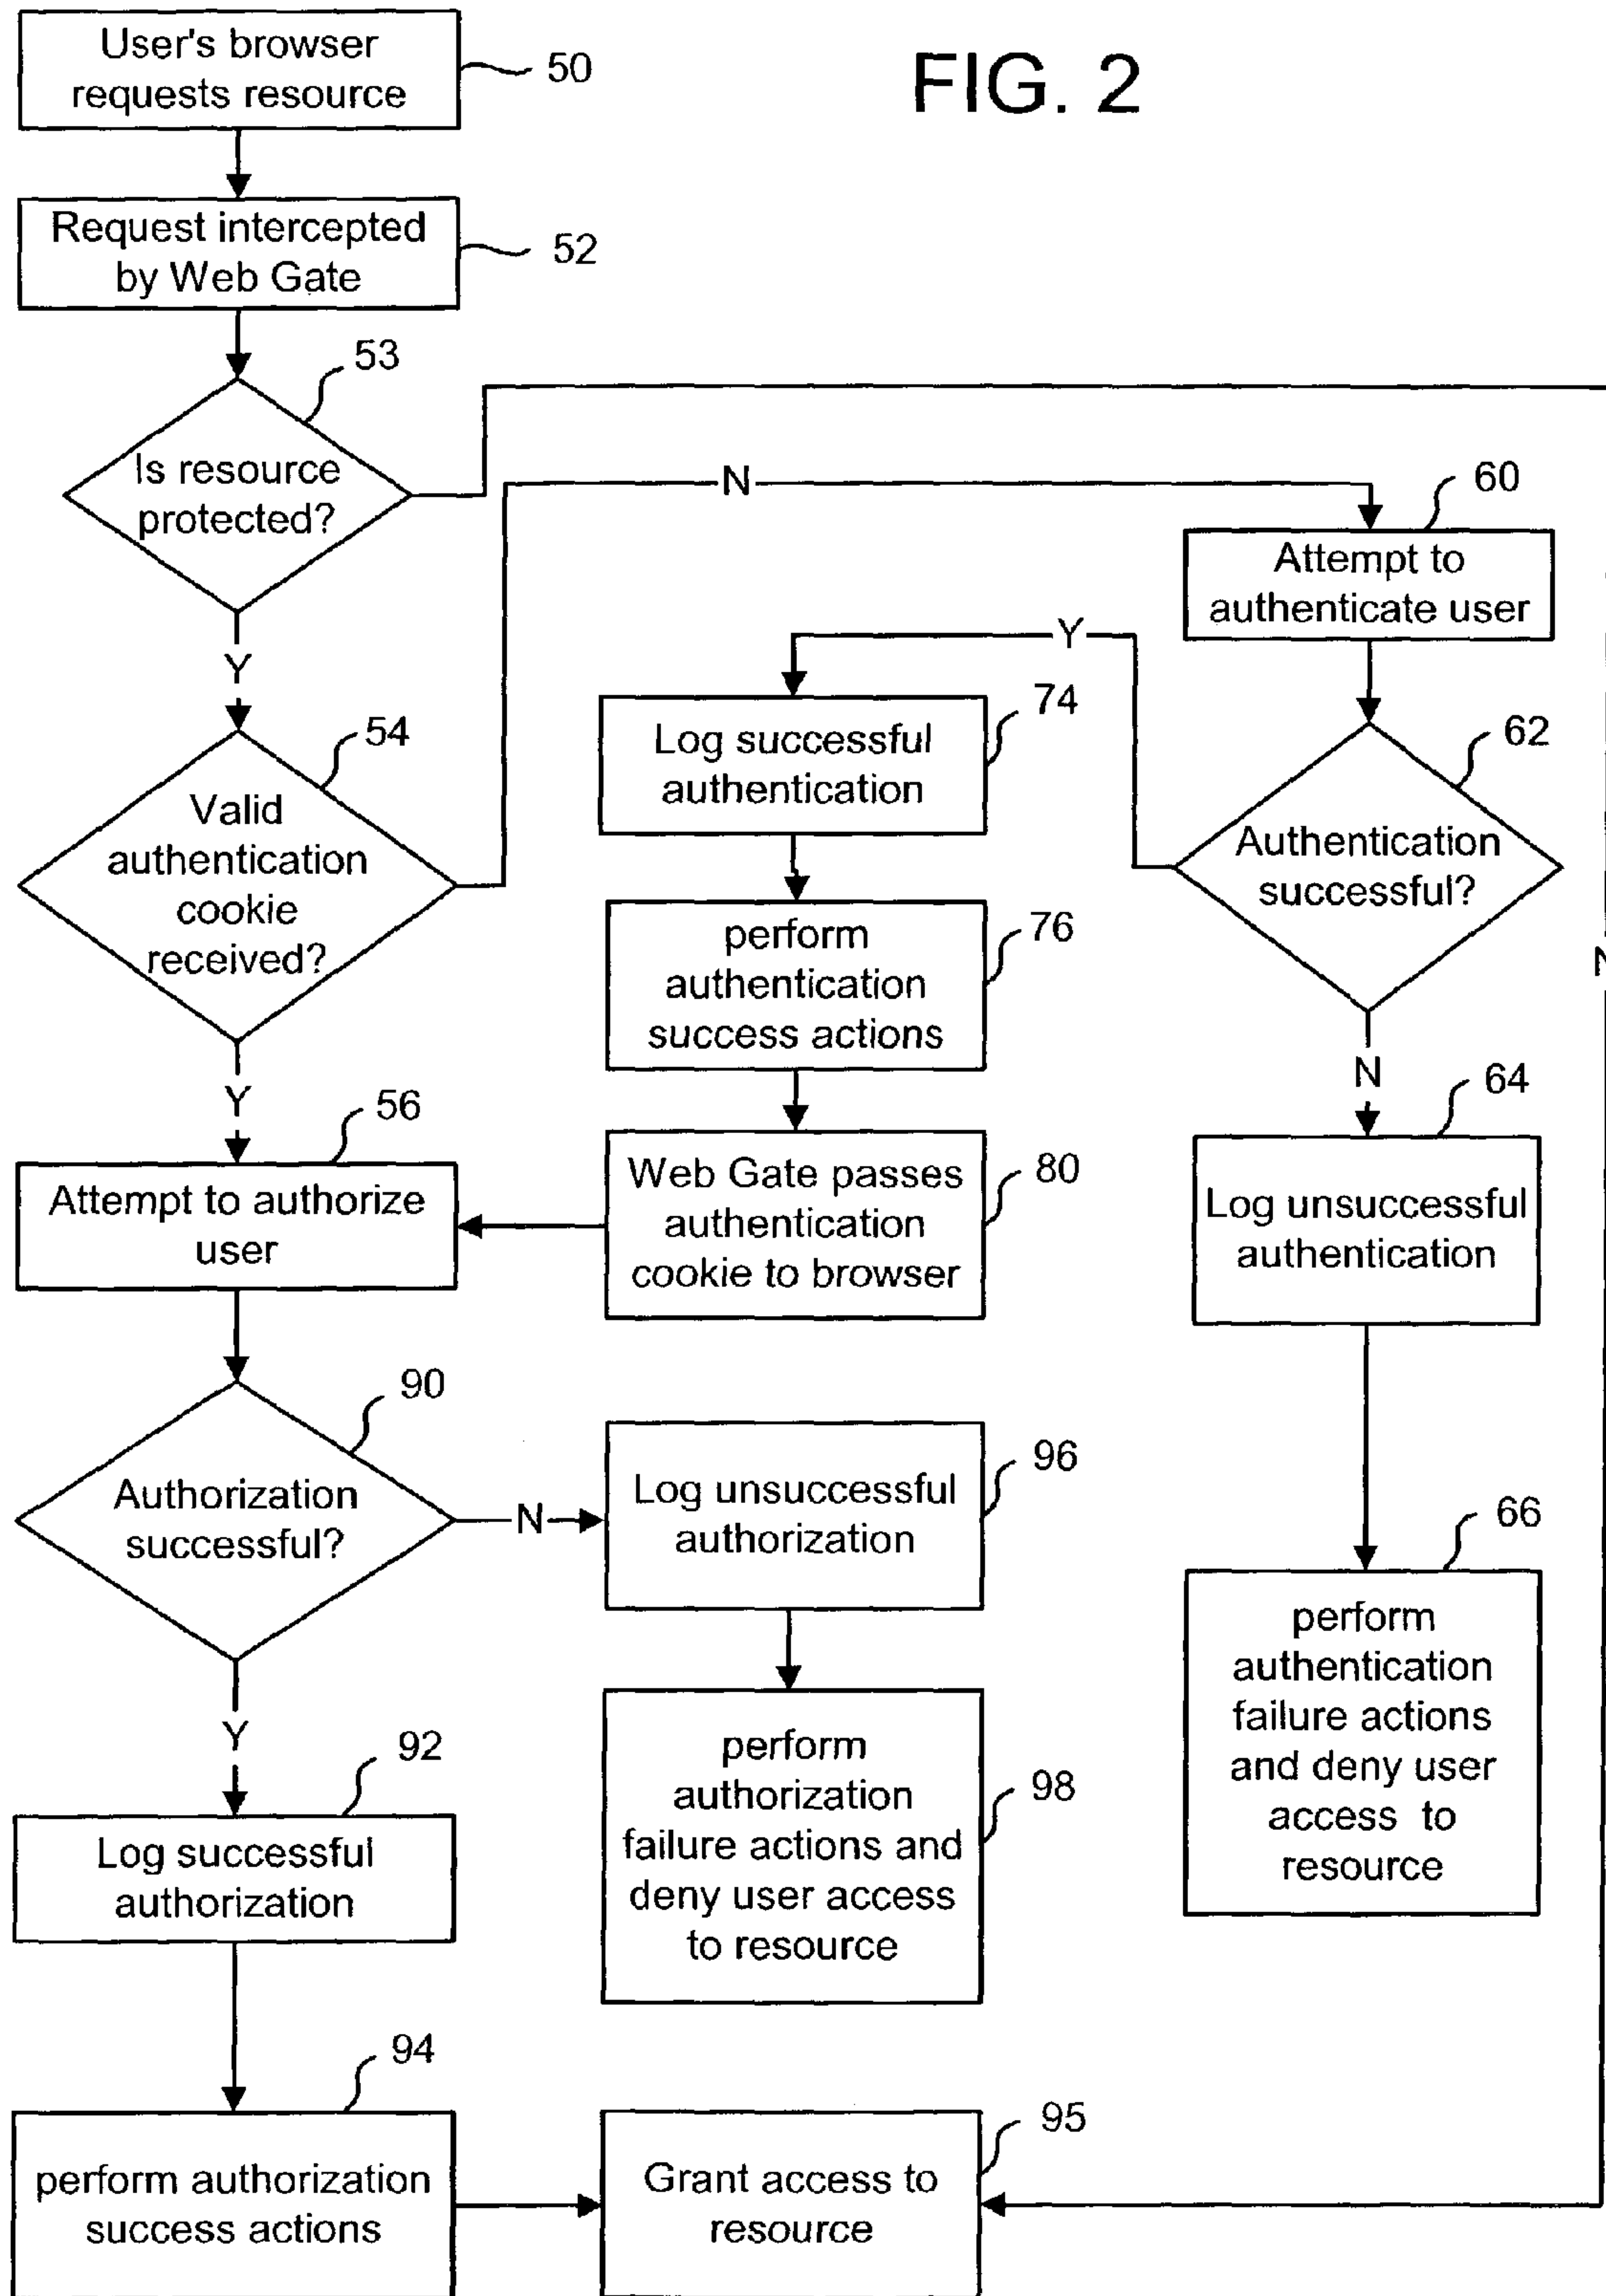 FIG. 2
User's browser
requests resource
50
Request intercepted
by Web Gate
52
53
Is resource
protected?
N
Y
54
Valid
authentication
cookie
received?
N
Y
60
Attempt to
authenticate user
62
Authentication
successful?
Y
74
Log successful
authentication
76
perform
authentication
success actions
80
Web Gate passes
authentication
cookie to browser
N
64
Log unsuccessful
authentication
66
perform
authentication
failure actions
and deny user
access to
resource
56
Attempt to authorize
user
90
Authorization
successful?
N
96
Log unsuccessful
authorization
98
perform
authorization
failure actions and
deny user access
to resource
Y
92
Log successful
authorization
94
perform authorization
success actions
95
Grant access to
resource